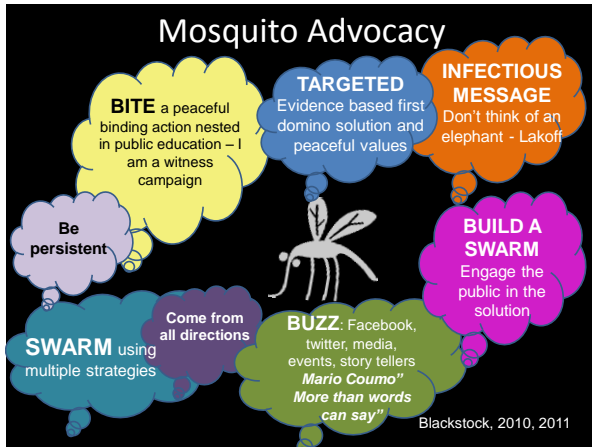 Mosquito Advocacy
BITE a peaceful
binding action nested
in public education – I
am a witness
campaign
TARGETED
Evidence based first
domino solution and
peaceful values
INFECTIOUS
MESSAGE
Don't think of an
elephant - Lakoff
Be
persistent
BUILD A
SWARM
Engage the
public in the
solution
SWARM using
multiple strategies
Come from
all directions
BUZZ: Facebook,
twitter, media,
events, story tellers
Mario Coumo”
More than words
can say”
Blackstock, 2010, 2011